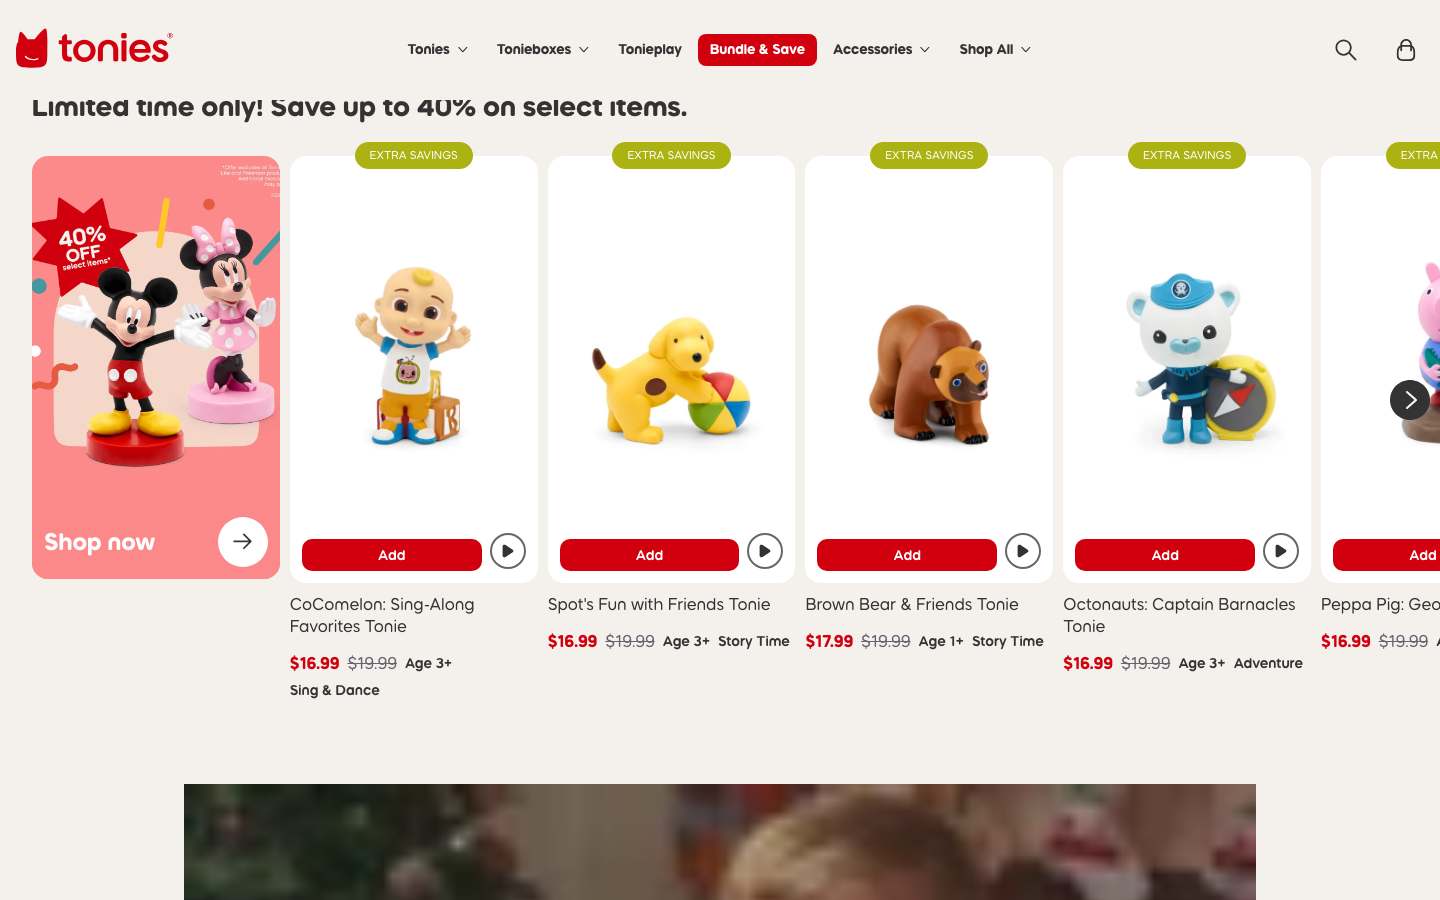 tonies®
Tonies
Tonieboxes
Tonieplay
Bundle & Save
Accessories
Shop All
Limited time only! Save up to 40% on select items.
40%
OFF
select items*
Shop now
EXTRA SAVINGS
Add
CoComelon: Sing-Along
Favorites Tonie
$16.99 $19.99 Age 3+
Sing & Dance
EXTRA SAVINGS
Add
Spot's Fun with Friends Tonie
$16.99 $19.99 Age 3+ Story Time
EXTRA SAVINGS
Add
Brown Bear & Friends Tonie
$17.99 $19.99 Age 1+ Story Time
EXTRA SAVINGS
Add
Octonauts: Captain Barnacles
Tonie
$16.99 $19.99 Age 3+ Adventure
EXTRA
Add
Peppa Pig: Geo
$16.99 $19.99